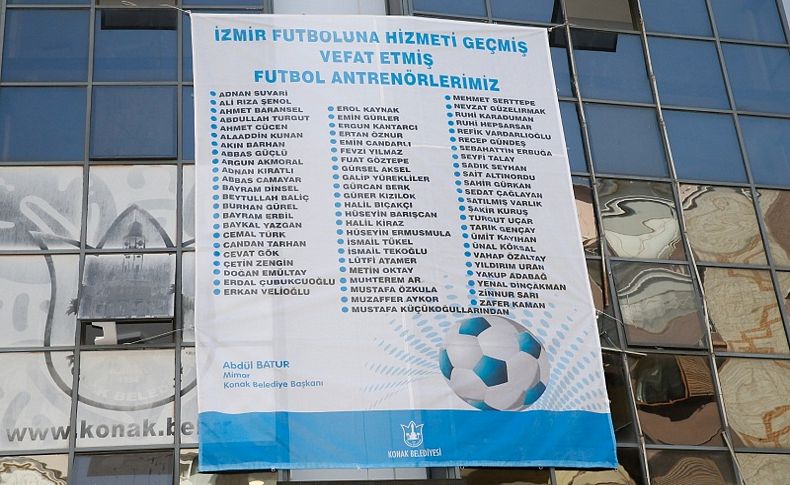 İZMİR FUTBOLUNA HİZMETİ GEÇMİŞ
VEFAT ETMİŞ
FUTBOL ANTRENÖRLERİMİZ
ADNAN SUVARİ
ALİ RIZA ŞENOL
AHMET BARANSEL
ABDULLAH TURGUT
AHMET CÜCEN
ALAADDİN KUNAN
AKIN BARHAN
ABBAS GÜÇLÜ
ARGUN AKMORAL
ADNAN KIRATLI
ABBAS CAMAYAR
BAYRAM DİNSEL
BEYTULLAH BALİÇ
BURHAN GÜREL
BAYRAM ERBİL
BAYKAL YAZGAN
CEMAL TÜRK
CANDAN TARHAN
CEVAT GÖK
ÇETİN ZENGİN
DOĞAN EMÜLTAY
ERDAL ÇUBUKCUOĞLU
ERKAN VELİOĞLU
EROL KAYNAK
EMİN GÜRLER
ERGUN KANTARCI
ERTAN ÖZNUR
EMİN CANDARLI
FEVZİ YILMAZ
FUAT GÖZTEPE
GÜRSEL AKSEL
GALİP YÜREKLİLER
GÜRCAN BERK
GÜRER KIZILOK
HALİL BIÇAKÇI
HÜSEYİN BARIŞCAN
HALİL KİRAZ
HÜSEYİN ERMUSMULA
İSMAİL TÜKEL
İSMAİL TEKOĞLU
LÜTFİ ATAMER
METİN OKTAY
MUHTEREM AR
MUSTAFA ÖZKULA
MUZAFFER AYKOR
MUSTAFA KÜÇÜKOĞULLARINDAN
MEHMET SERTTEPE
NEVZAT GÜZELIRMAK
RUHİ KARADUMAN
RUHİ HEPSARSAR
REFİK VARDARLIOĞLU
RECEP GÜNDEŞ
SEBAHATTİN ERBUĞA
SEYFİ TALAY
SADIK SEYHAN
SAİT ALTINORDU
SAHİR GÜRKAN
SEDAT ÇAĞLAYAN
SATILMIŞ VARLIK
ŞAKİR KURUŞ
TURGUT UÇAR
TARIK GENÇAY
ÜMİT KAYIHAN
ÜNAL KÖKSAL
VAHAP ÖZALTAY
YILDIRIM URAN
YAKUP ADABAĞ
YENAL DİNÇAKMAN
ZİNNUR SARI
ZAFER KAMAN
Abdül BATUR
Mimar
Konak Belediye Başkanı
KONAK BELEDİYESİ
www.konak.be